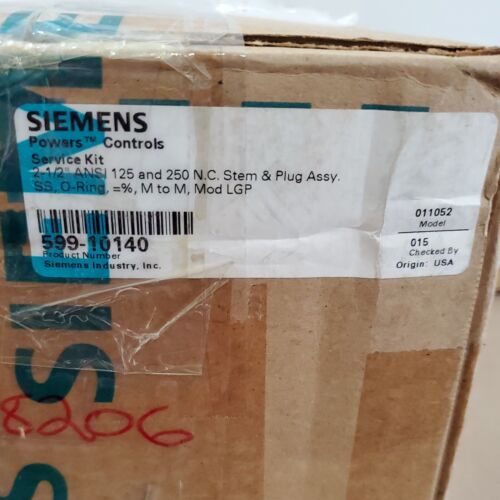 SIEMENS
Powers™ Controls
Service Kit
2-1/2" ANSI 125 and 250 N.C. Stem & Plug Assy.
SS, O-Ring, =%, M to M, Mod LGP
599-10140
Product Number
Siemens Industry, Inc.
011052
Model
015
Checked By
Origin: USA
8206